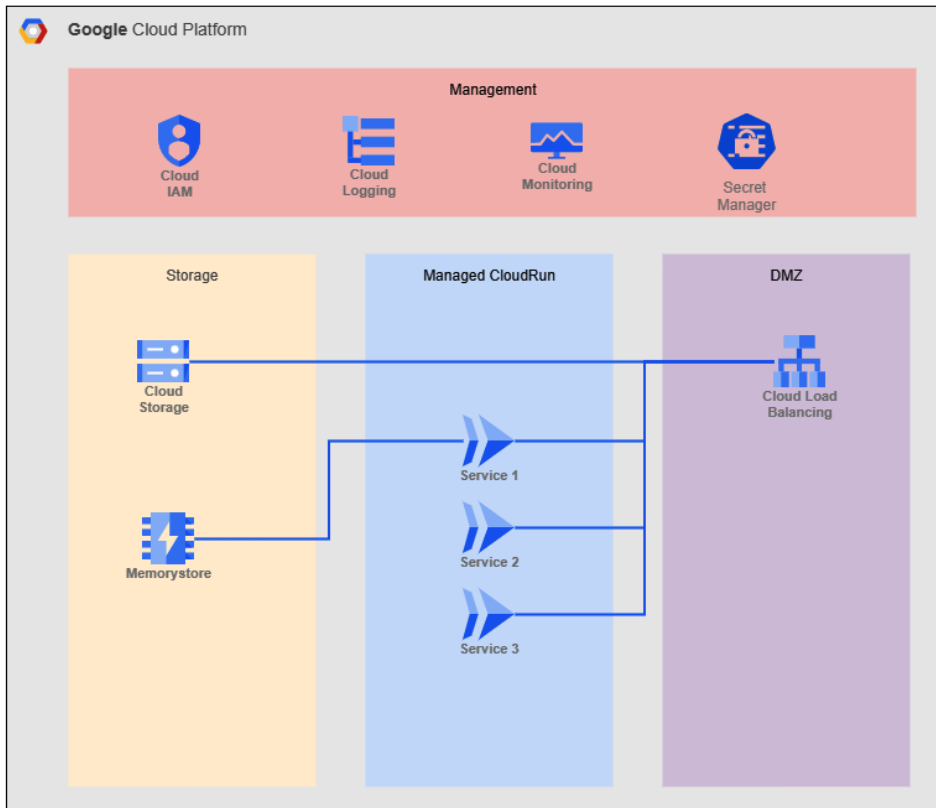 Google Cloud Platform
Management
Cloud
IAM
Cloud
Logging
Cloud
Monitoring
Secret
Manager
Storage
Managed CloudRun
DMZ
Cloud
Storage
Cloud Load
Balancing
Service 1
Service 2
Memorystore
Service 3